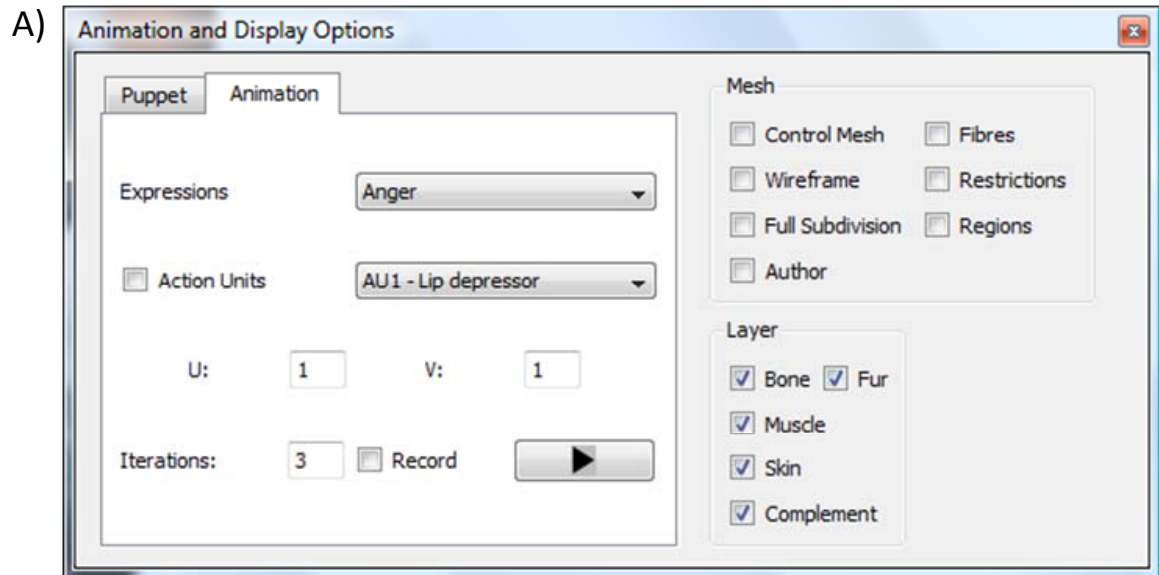 A)
Animation and Display Options
Puppet Animation
Expressions Anger
Action Units AU1 - Lip depressor
U: 1 V: 1
Iterations: 3 Record
Mesh
Control Mesh Fibres
Wireframe Restrictions
Full Subdivision Regions
Author
Layer
Bone Fur
Muscle
Skin
Complement